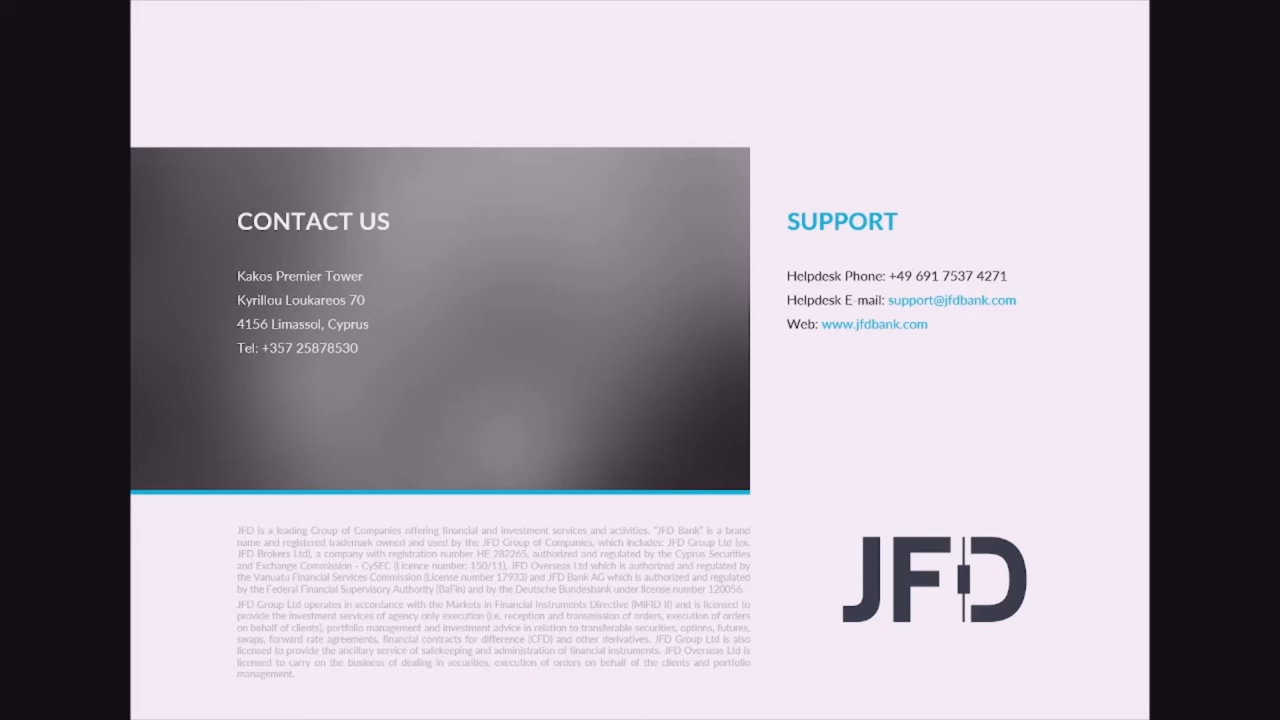 CONTACT US
Kakos Premier Tower
Kyrillou Loukareos 70
4156 Limassol, Cyprus
Tel: +357 25878530
SUPPORT
Helpdesk Phone: +49 691 7537 4271
Helpdesk E-mail: support@jfdbank.com
Web: www.jfdbank.com
JFD is a leading Group of Companies offering financial and investment services and activities. "JFD Bank" is a brand
name and registered trademark owned and used by the JFD Group of Companies, which includes: JFD Group Ltd (ex.
JFD Brokers Ltd), a company with registration number HE 282265, authorized and regulated by the Cyprus Securities
and Exchange Commission - CySEC (Licence number: 150/11), JFD Overseas Ltd which is authorized and regulated by
the Vanuatu Financial Services Commission (License number 17933) and JFD Bank AG which is authorized and regulated
by the Federal Financial Supervisory Authority (BaFin) and by the Deutsche Bundesbank under license number 120056.
JFD Group Ltd operates in accordance with the Markets in Financial Instruments Directive (MiFID II) and is licensed to
provide the investment services of agency only execution (i.e. reception and transmission of orders, execution of orders
on behalf of clients), portfolio management and investment advice in relation to transferable securities, options, futures,
swaps, forward rate agreements, financial contracts for difference (CFD) and other derivatives. JFD Group Ltd is also
licensed to provide the ancillary service of safekeeping and administration of financial instruments. JFD Overseas Ltd is
licensed to carry on the business of dealing in securities, execution of orders on behalf of the clients and portfolio
management.
JFD